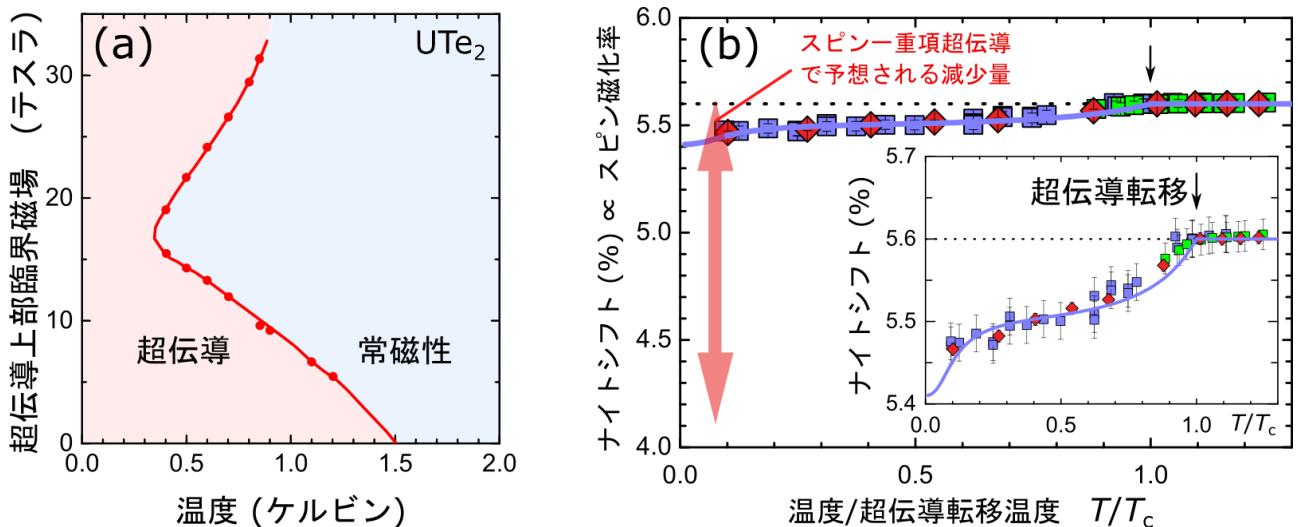 (a)
UTe₂
超伝導上部臨界磁場 (テスラ)
30
20
10
0
超伝導
常磁性
0.0 0.5 1.0 1.5 2.0
温度 (ケルビン)
(b)
スピン一重項超伝導
で予想される減少量
ナイトシフト (%) ∝ スピン磁化率
6.0
5.5
5.0
4.5
4.0
超伝導転移
ナイトシフト (%)
5.7
5.6
5.5
5.4
0.0 0.5 1.0 T/Tc
0.0 0.5 1.0
温度/超伝導転移温度 T/Tc